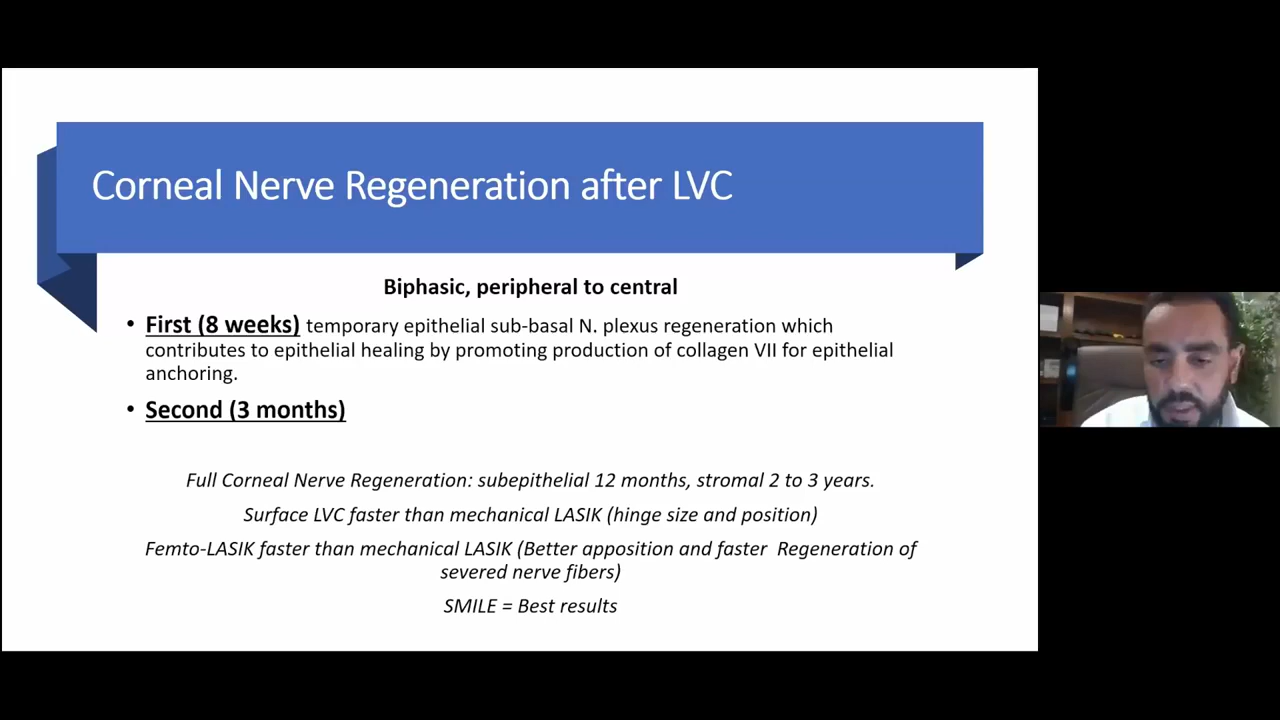 Corneal Nerve Regeneration after LVC
Biphasic, peripheral to central
• First (8 weeks) temporary epithelial sub-basal N. plexus regeneration which
contributes to epithelial healing by promoting production of collagen VII for epithelial
anchoring.
• Second (3 months)
Full Corneal Nerve Regeneration: subepithelial 12 months, stromal 2 to 3 years.
Surface LVC faster than mechanical LASIK (hinge size and position)
Femto-LASIK faster than mechanical LASIK (Better apposition and faster  Regeneration of
severed nerve fibers)
SMILE = Best results